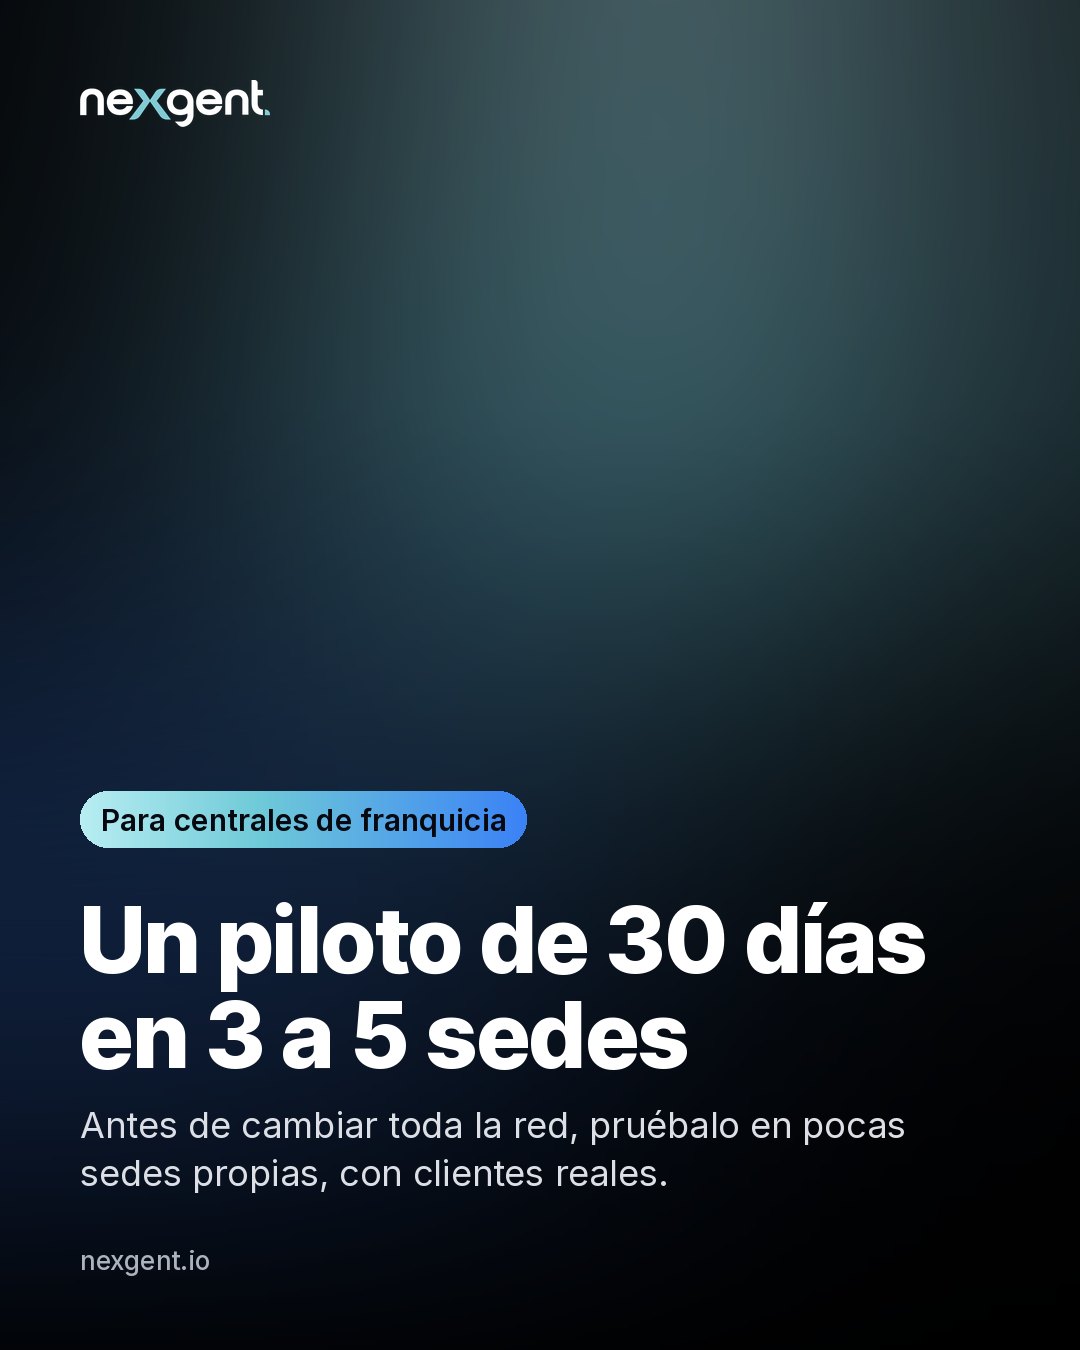 nexgent.
Para centrales de franquicia
Un piloto de 30 días
en 3 a 5 sedes
Antes de cambiar toda la red, pruébalo en pocas
sedes propias, con clientes reales.
nexgent.io